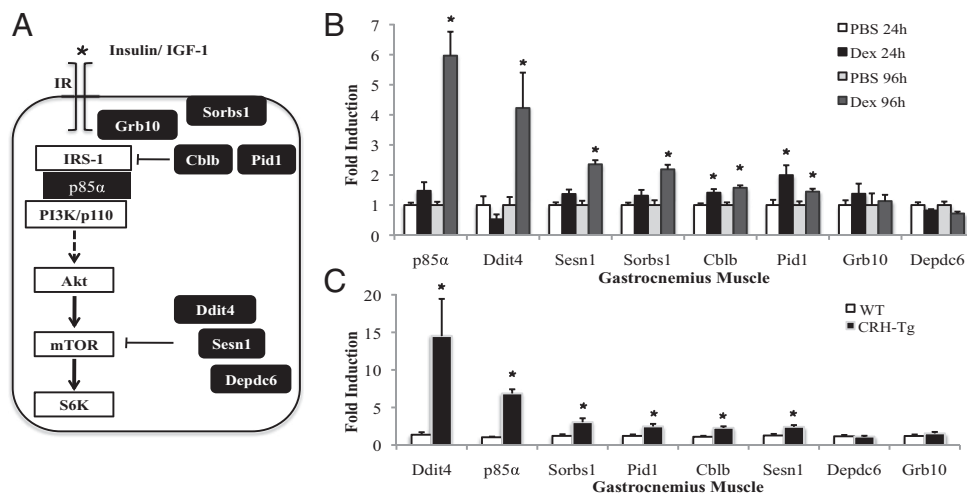 A
* Insulin/ IGF-1
IR
Sorbs1
Grb10
IRS-1
Cblb
Pid1
p85α
PI3K/p110
Akt
Ddit4
mTOR
Sesn1
Depdc6
S6K
B
PBS 24h
Dex 24h
PBS 96h
Dex 96h
Fold Induction
7
6
5
4
3
2
1
0
* * * * * * * *
p85α Ddit4 Sesn1 Sorbs1 Cblb Pid1 Grb10 Depdc6
Gastrocnemius Muscle
C
WT
CRH-Tg
Fold Induction
20
15
10
5
0
* * * * * *
Ddit4 p85α Sorbs1 Pid1 Cblb Sesn1 Depdc6 Grb10
Gastrocnemius Muscle